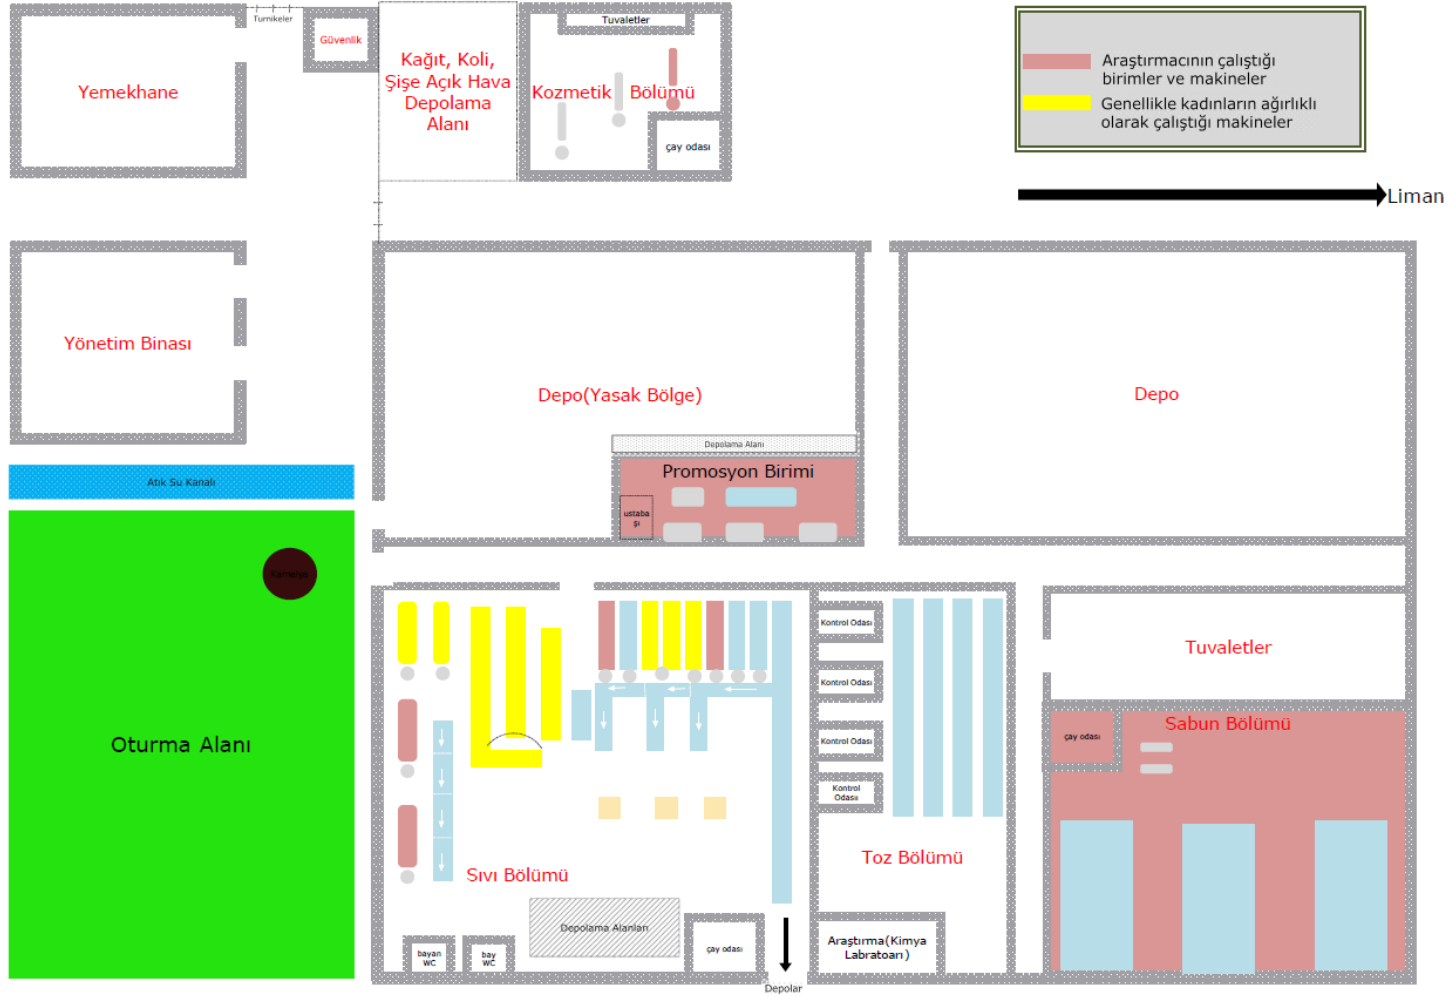 Turnikeler
Güvenlik
Yemekhane
Kağıt, Koli,
Şişe Açık Hava
Depolama
Alanı
Tuvaletler
Kozmetik Bölümü
çay odası
Araştırmacının çalıştığı
birimler ve makineler
Genellikle kadınların ağırlıklı
olarak çalıştığı makineler
Liman
Yönetim Binası
Depo(Yasak Bölge)
Depo
Depolama Alanı
Promosyon Birimi
ustaba
şı
Atık Su Kanalı
Kamelya
Oturma Alanı
Kontrol Odası
Kontrol Odası
Kontrol Odası
Kontrol
Odası
Tuvaletler
çay odası
Sabun Bölümü
Toz Bölümü
Sıvı Bölümü
Depolama Alanları
bayan
WC
bay
WC
çay odası
Araştırma(Kimya
Labratoarı)
Depolar